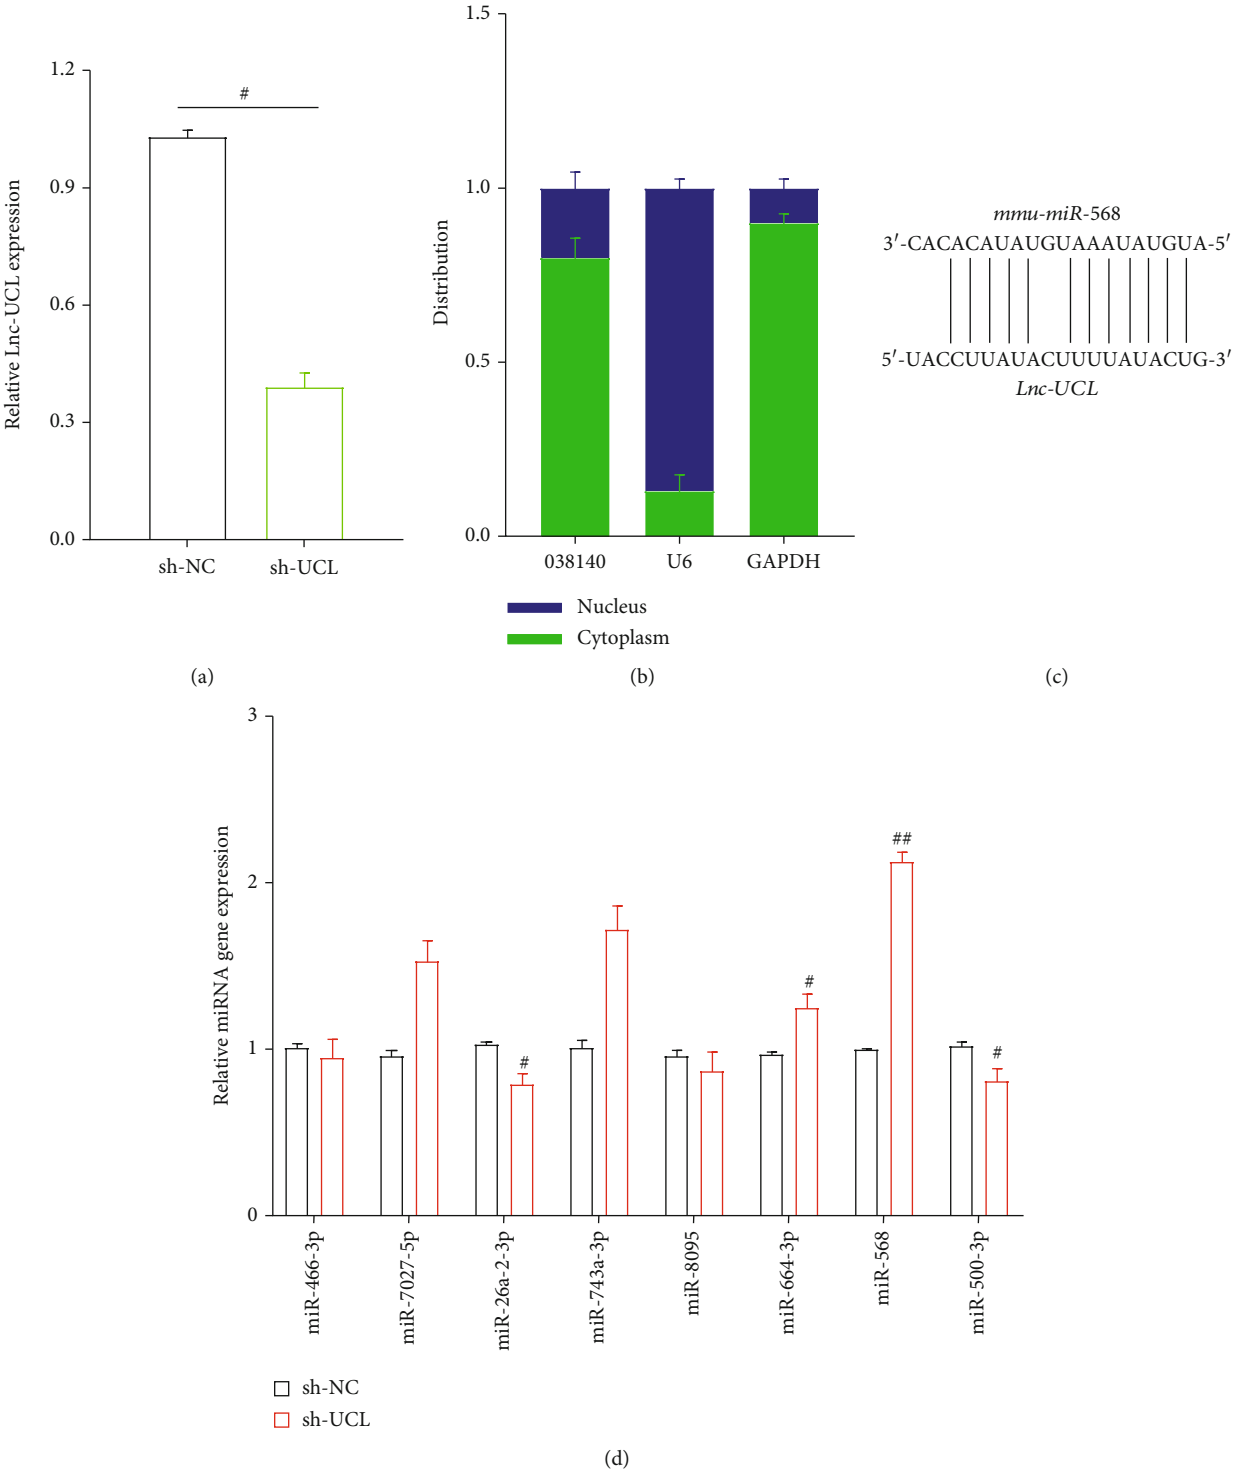 Relative Lnc-UCL expression
1.2
0.9
0.6
0.3
0.0
#
sh-NC
sh-UCL
(a)
Distribution
1.5
1.0
0.5
0.0
038140
U6
GAPDH
Nucleus
Cytoplasm
(b)
mmu-miR-568
3′-CACACAUAUGUAAAUAUGUA-5′
5′-UACCUUAUACUUUUAUACUG-3′
Lnc-UCL
(c)
Relative miRNA gene expression
3
2
1
0
#
#
##
#
miR-466-3p
miR-7027-5p
miR-26a-2-3p
miR-743a-3p
miR-8095
miR-664-3p
miR-568
miR-500-3p
sh-NC
sh-UCL
(d)